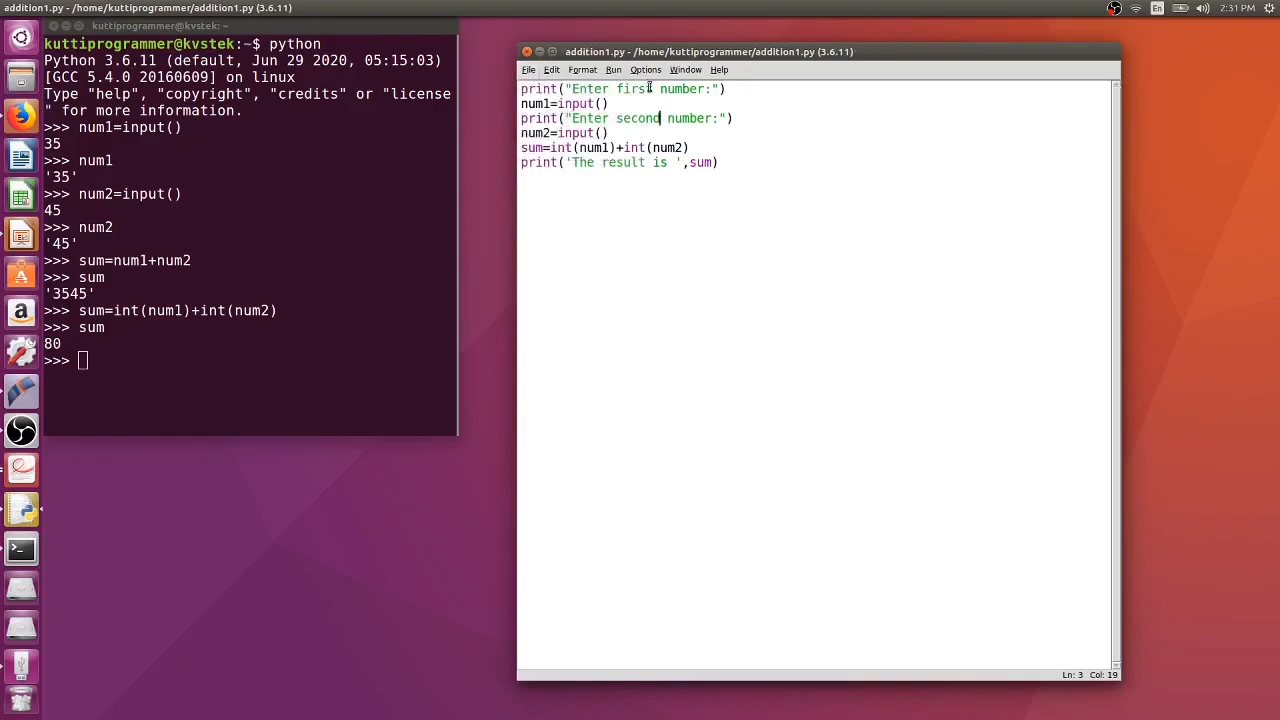 addition1.py - /home/kuttiprogrammer/addition1.py (3.6.11)
En
2:31 PM
kuttiprogrammer@kvstek: ~
kuttiprogrammer@kvstek:~$ python
Python 3.6.11 (default, Jun 29 2020, 05:15:03)
[GCC 5.4.0 20160609] on linux
Type "help", "copyright", "credits" or "license
" for more information.
>>> num1=input()
35
>>> num1
'35'
>>> num2=input()
45
>>> num2
'45'
>>> sum=num1+num2
>>> sum
'3545'
>>> sum=int(num1)+int(num2)
>>> sum
80
>>>
addition1.py - /home/kuttiprogrammer/addition1.py (3.6.11)
File Edit Format Run Options Window Help
print("Enter first number:")
num1=input()
print("Enter second number:")
num2=input()
sum=int(num1)+int(num2)
print('The result is ',sum)
Ln: 3 Col: 19